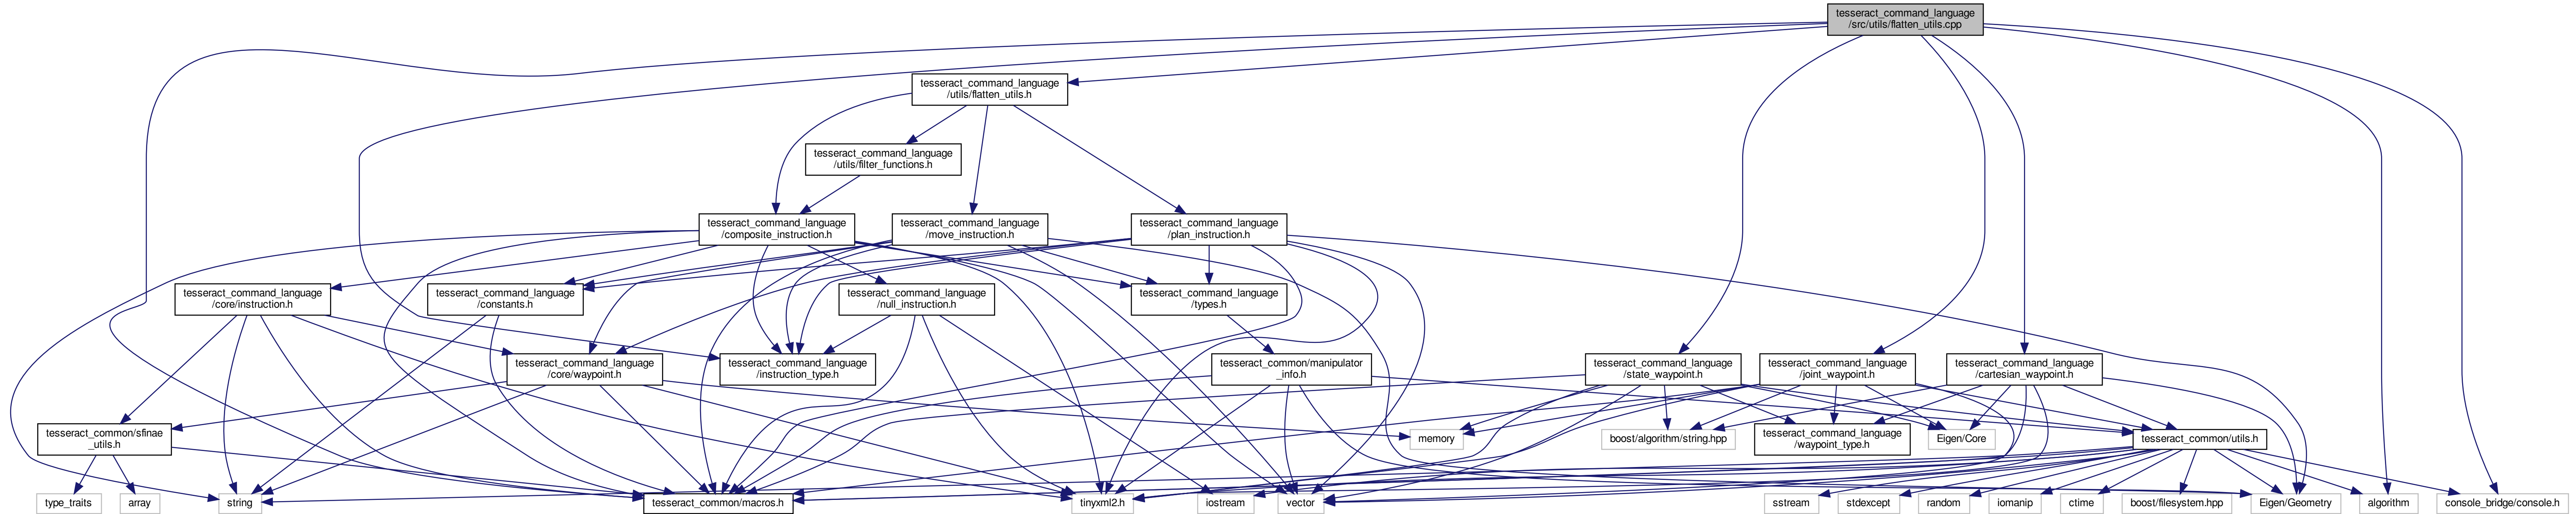 tesseract_command_language
/src/utils/flatten_utils.cpp
tesseract_command_language
/utils/flatten_utils.h
tesseract_command_language
/utils/filter_functions.h
tesseract_command_language
/composite_instruction.h
tesseract_command_language
/move_instruction.h
tesseract_command_language
/plan_instruction.h
tesseract_command_language
/core/instruction.h
tesseract_command_language
/constants.h
tesseract_command_language
/null_instruction.h
tesseract_command_language
/types.h
tesseract_command_language
/core/waypoint.h
tesseract_command_language
/instruction_type.h
tesseract_common/manipulator
_info.h
tesseract_command_language
/state_waypoint.h
tesseract_command_language
/joint_waypoint.h
tesseract_command_language
/cartesian_waypoint.h
tesseract_common/sfinae
_utils.h
memory
boost/algorithm/string.hpp
tesseract_command_language
/waypoint_type.h
Eigen/Core
tesseract_common/utils.h
type_traits
array
string
tesseract_common/macros.h
tinyxml2.h
iostream
vector
sstream
stdexcept
random
iomanip
ctime
boost/filesystem.hpp
Eigen/Geometry
algorithm
console_bridge/console.h